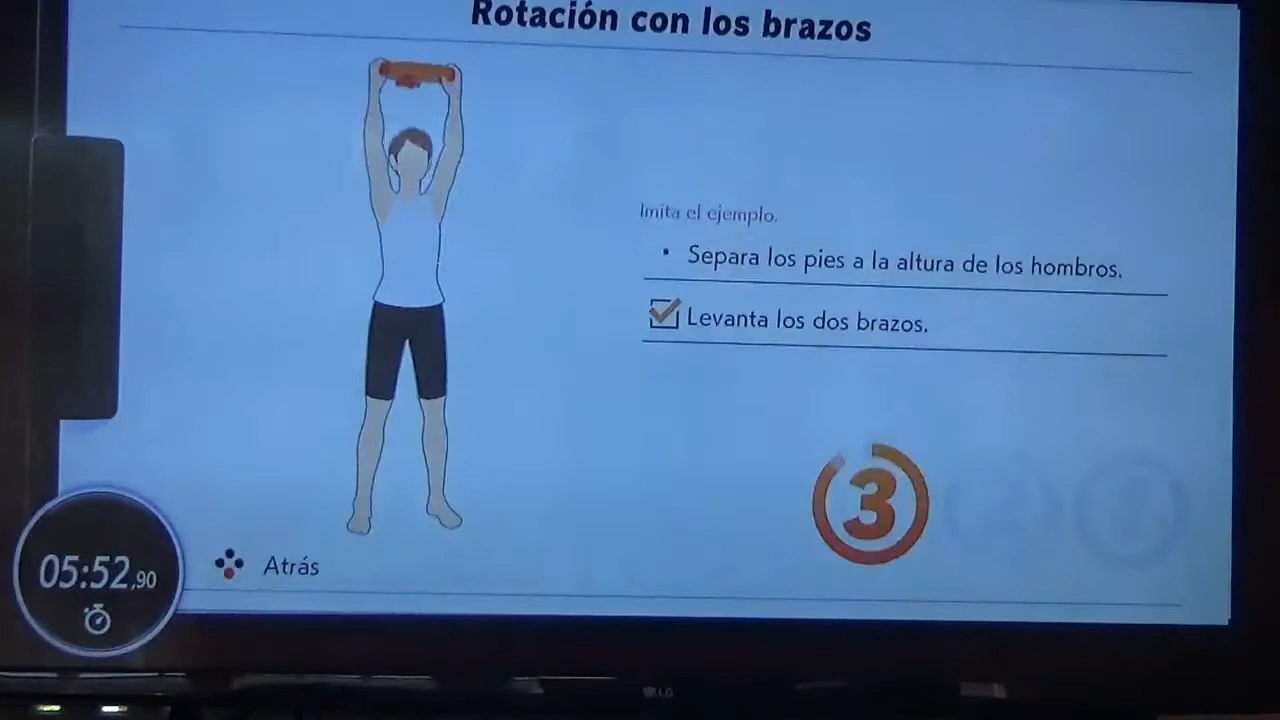 Rotación con los brazos
Imita el ejemplo.
• Separa los pies a la altura de los hombros.
Levanta los dos brazos.
3
05:52,90
Atrás
LG